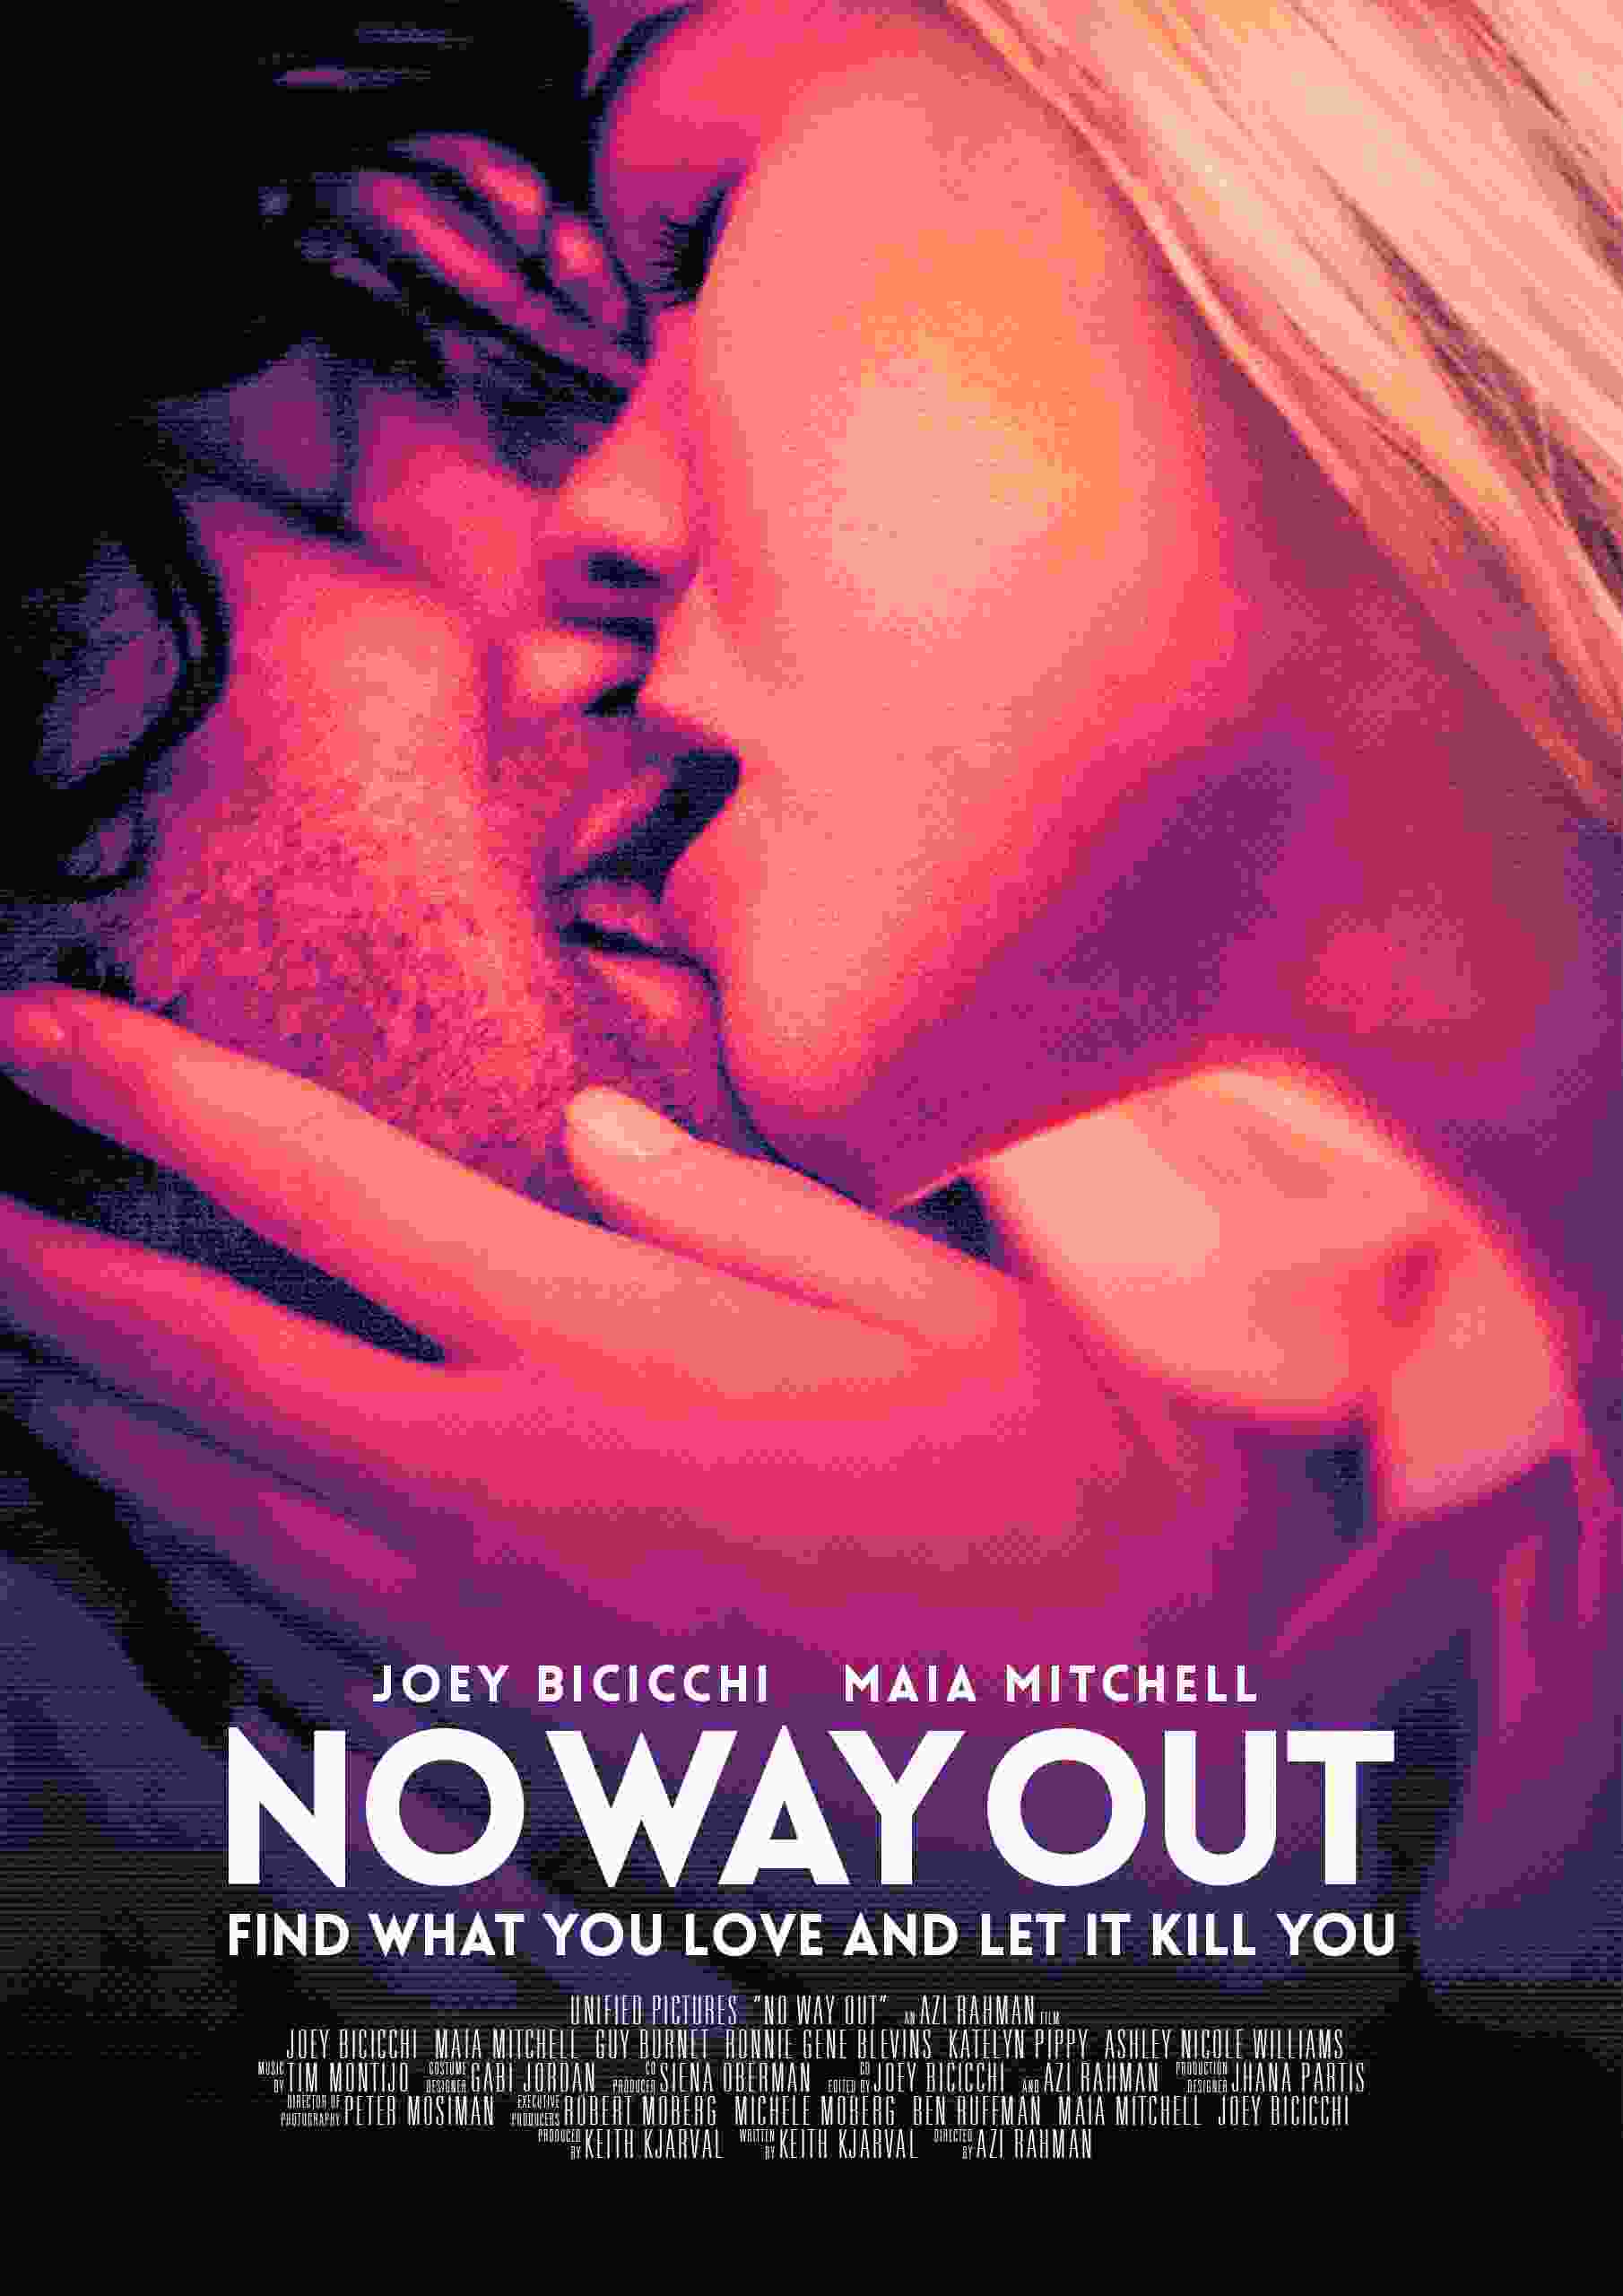 JOEY BICICCHI MAIA MITCHELL
NO WAY OUT
FIND WHAT YOU LOVE AND LET IT KILL YOU
UNIFIED PICTURES "NO WAY OUT" AN AZI RAHMAN FILM
JOEY BICICCHI MAIA MITCHELL GUY BURNET RONNIE GENE BLEVINS KATELYN PIPPY ASHLEY NICOLE WILLIAMS
MUSIC BY TIM MONTIJO COSTUME DESIGNER GABI JORDAN CO PRODUCER SIENA OBERMAN CO EDITED BY JOEY BICICCHI AND AZI RAHMAN PRODUCTION DESIGNER JHANA PARTIS
DIRECTOR OF PHOTOGRAPHY PETER MOSIMAN EXECUTIVE PRODUCERS ROBERT MOBERG MICHELE MOBERG BEN RUFFMAN MAIA MITCHELL JOEY BICICCHI
PRODUCED BY KEITH KJARVAL WRITTEN BY KEITH KJARVAL DIRECTED BY AZI RAHMAN